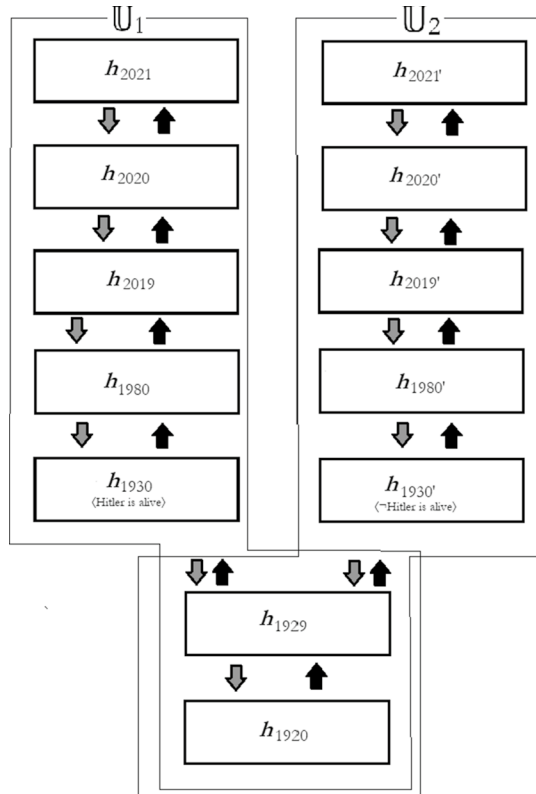 𝕌1 𝕌2
h2021 h2021'
h2020 h2020'
h2019 h2019'
h1980 h1980'
h1930 h1930'
⟨Hitler is alive⟩ ⟨¬Hitler is alive⟩
h1929
h1920